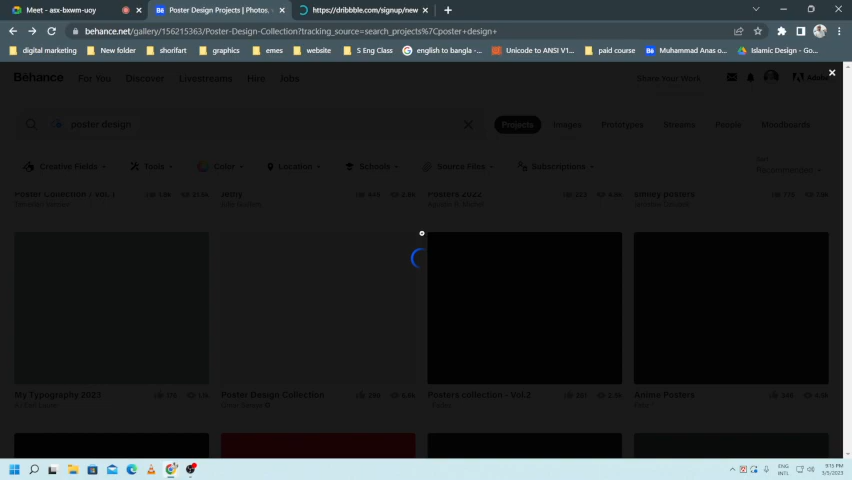 Meet - asx-bxwm-uoy
Poster Design Projects | Photos, v
https://dribbble.com/signup/new
behance.net/gallery/156215363/Poster-Design-Collection?tracking_source=search_projects%7Cposter+design+
digital marketing New folder shorifart graphics emes website S Eng Class english to bangla -... Unicode to ANSI V1... paid course Muhammad Anas o... Islamic Design - Go...
Bēhance For You Discover Livestreams Hire Jobs Share Your Work Adobe
poster design Projects Images Prototypes Streams People Moodboards
Creative Fields Tools Color Location Schools Source Files Subscriptions Sort
Recommended
Posters 2022
My Typography 2023 Poster Design Collection Posters collection - Vol.2 Anime Posters
ENG
INTL
9:15 PM
3/5/2023